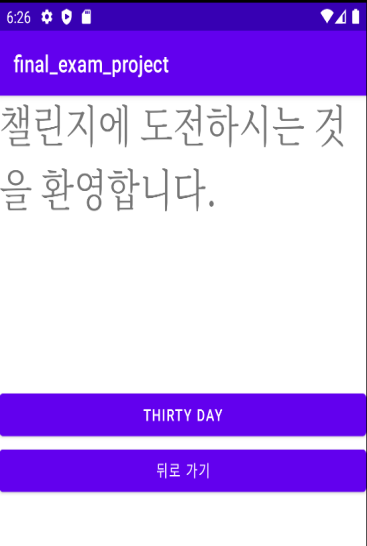 6:26
final_exam_project
챌린지에 도전하시는 것
을 환영합니다.
THIRTY DAY
뒤로 가기